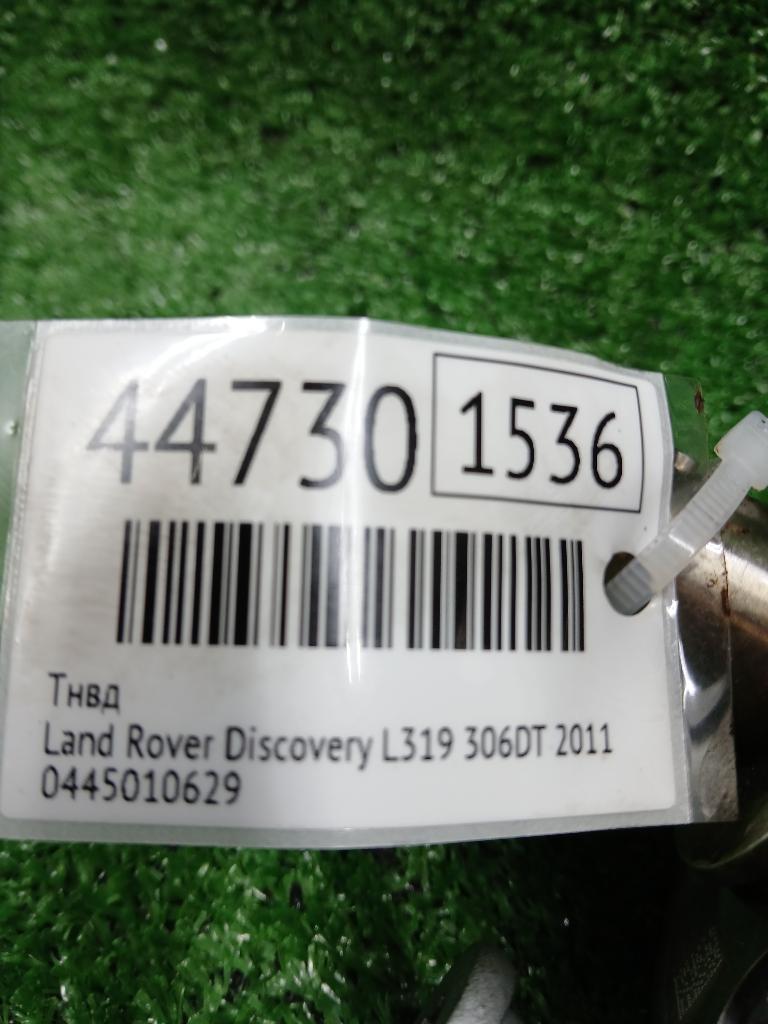 44730 1536
Тнвд
Land Rover Discovery L319 306DT 2011
0445010629